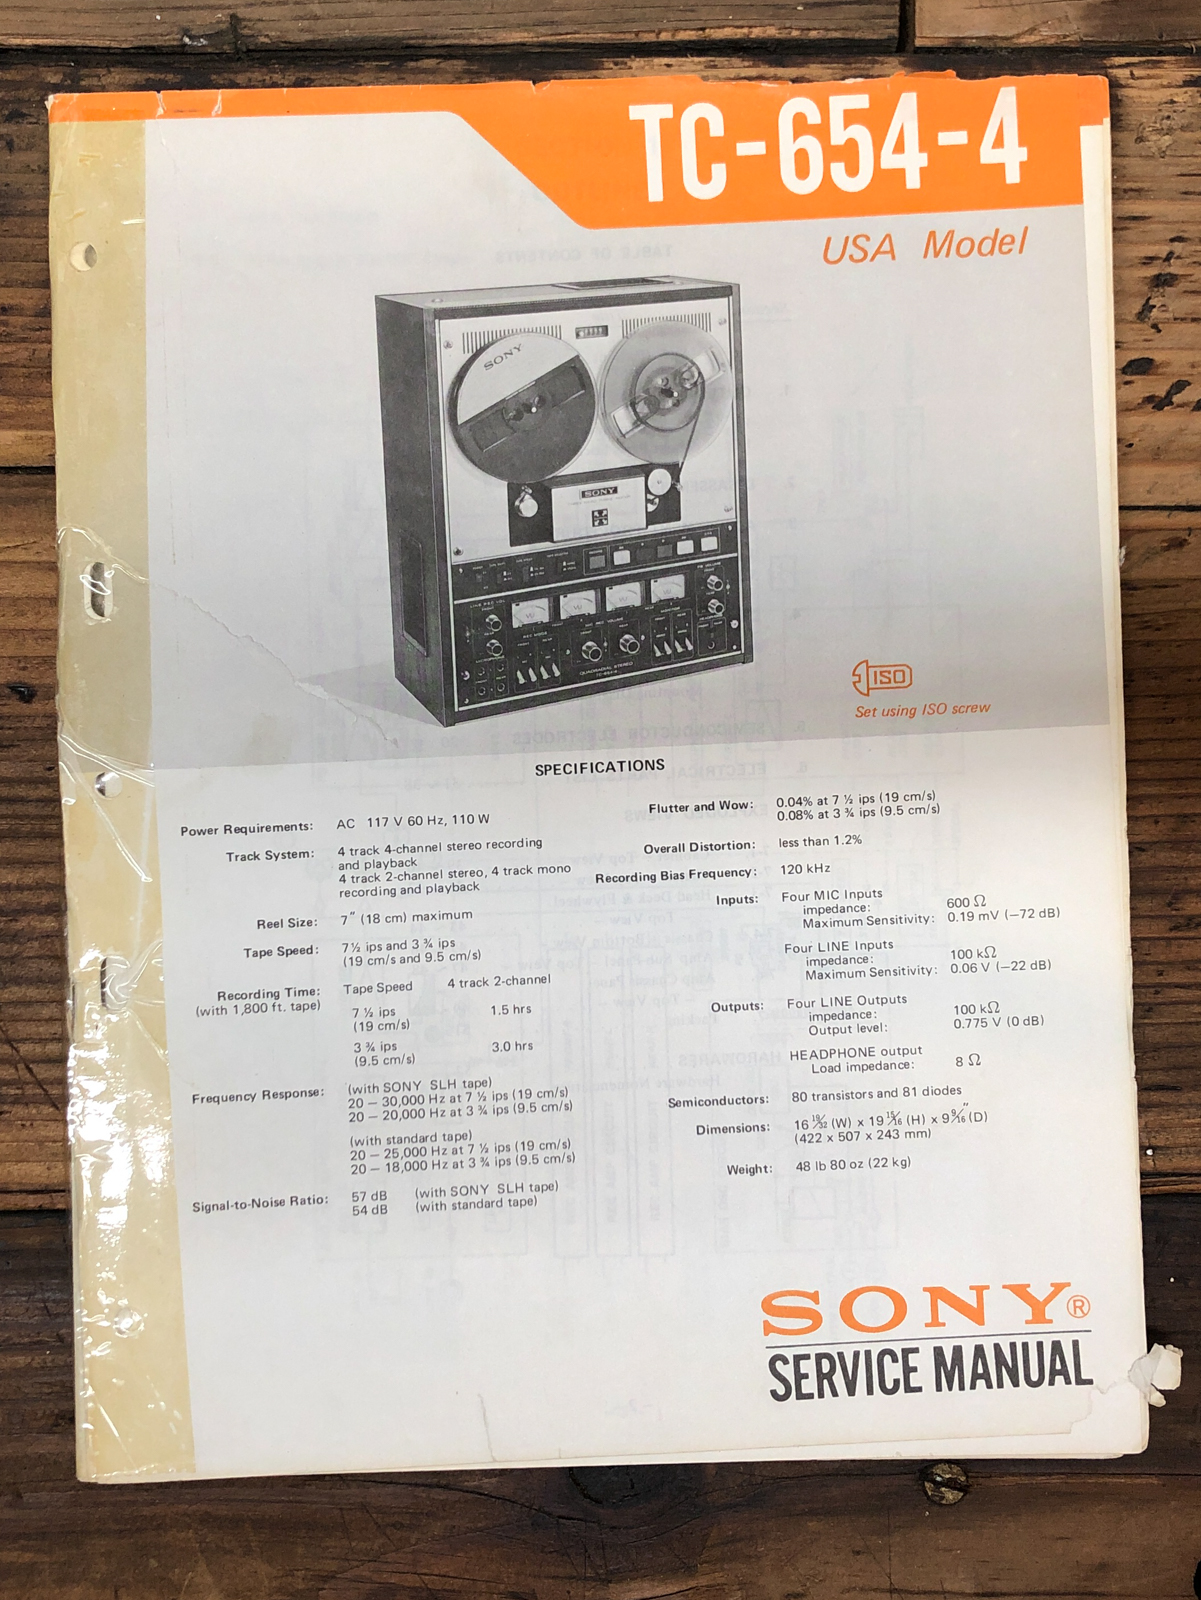 TC-654-4
USA Model
SONY
SONY
QUADRADIAL STEREO
ISO
Set using ISO screw
SPECIFICATIONS
Power Requirements: AC 117 V 60 Hz, 110 W
Track System: 4 track 4-channel stereo recording
and playback
4 track 2-channel stereo, 4 track mono
recording and playback
Reel Size: 7″ (18 cm) maximum
Tape Speed: 7½ ips and 3 ¾ ips
(19 cm/s and 9.5 cm/s)
Recording Time: Tape Speed 4 track 2-channel
(with 1,800 ft. tape)
7 ½ ips 1.5 hrs
(19 cm/s)
3 ¾ ips 3.0 hrs
(9.5 cm/s)
Frequency Response: (with SONY SLH tape)
20 – 30,000 Hz at 7 ½ ips (19 cm/s)
20 – 20,000 Hz at 3 ¾ ips (9.5 cm/s)
(with standard tape)
20 – 25,000 Hz at 7 ½ ips (19 cm/s)
20 – 18,000 Hz at 3 ¾ ips (9.5 cm/s)
Signal-to-Noise Ratio: 57 dB (with SONY SLH tape)
54 dB (with standard tape)
Flutter and Wow: 0.04% at 7 ½ ips (19 cm/s)
0.08% at 3 ¾ ips (9.5 cm/s)
Overall Distortion: less than 1.2%
Recording Bias Frequency: 120 kHz
Inputs: Four MIC Inputs
impedance: 600 Ω
Maximum Sensitivity: 0.19 mV (–72 dB)
Four LINE Inputs
impedance: 100 kΩ
Maximum Sensitivity: 0.06 V (–22 dB)
Outputs: Four LINE Outputs
impedance: 100 kΩ
Output level: 0.775 V (0 dB)
HEADPHONE output
Load impedance: 8 Ω
Semiconductors: 80 transistors and 81 diodes
Dimensions: 16 19/32 (W) x 19 15/16 (H) x 9 9/16″ (D)
(422 x 507 x 243 mm)
Weight: 48 lb 80 oz (22 kg)
SONY®
SERVICE MANUAL